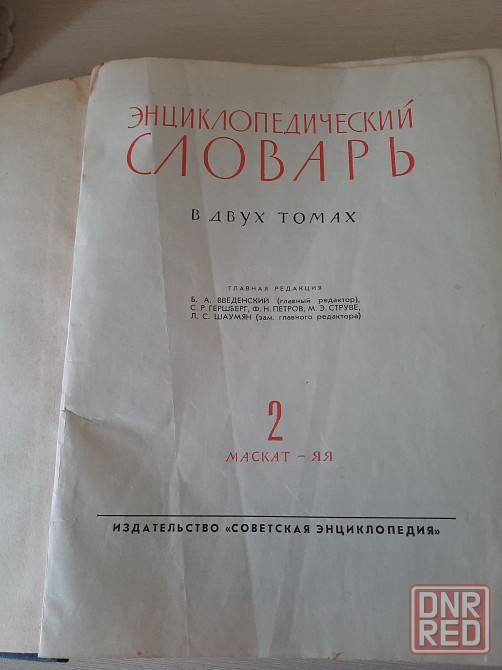 ЭНЦИКЛОПЕДИЧЕСКИЙ
СЛОВАРЬ
В ДВУХ ТОМАХ
ГЛАВНАЯ РЕДАКЦИЯ
Б. А. ВВЕДЕНСКИЙ (главный редактор),
С. Р. ГЕРШБЕРГ, Ф. Н. ПЕТРОВ, М. Э. СТРУВЕ,
Л. С. ШАУМЯН (зам. главного редактора)
2
МАСКАТ – ЯЯ
ИЗДАТЕЛЬСТВО «СОВЕТСКАЯ ЭНЦИКЛОПЕДИЯ»
DNR
RED